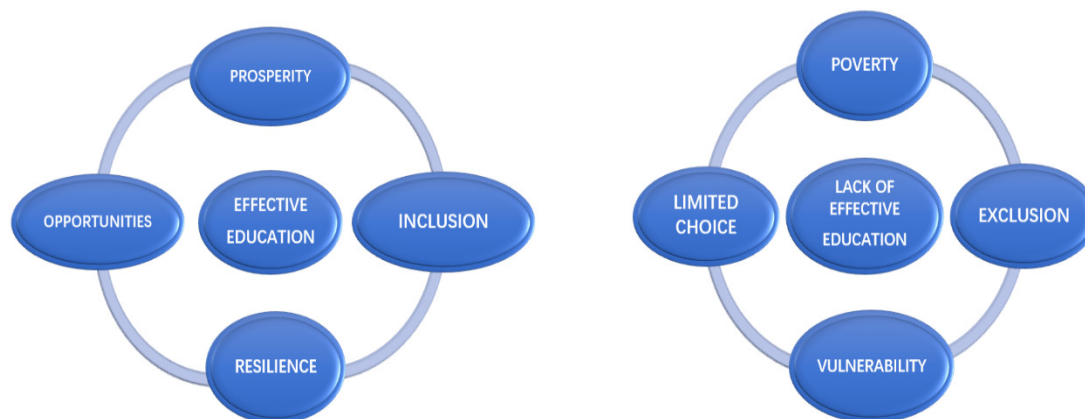 PROSPERITY
OPPORTUNITIES
EFFECTIVE
EDUCATION
INCLUSION
RESILIENCE
POVERTY
LIMITED
CHOICE
LACK OF
EFFECTIVE
EDUCATION
EXCLUSION
VULNERABILITY